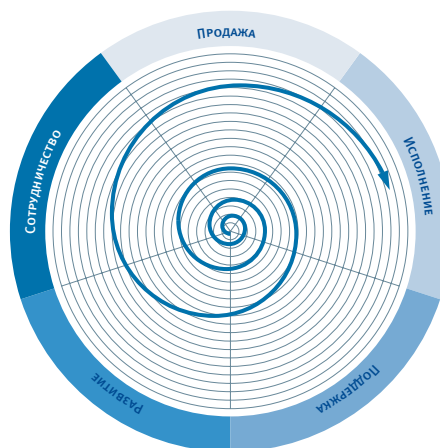 Продажа
Исполнение
Поддержка
Развитие
Сотрудничество